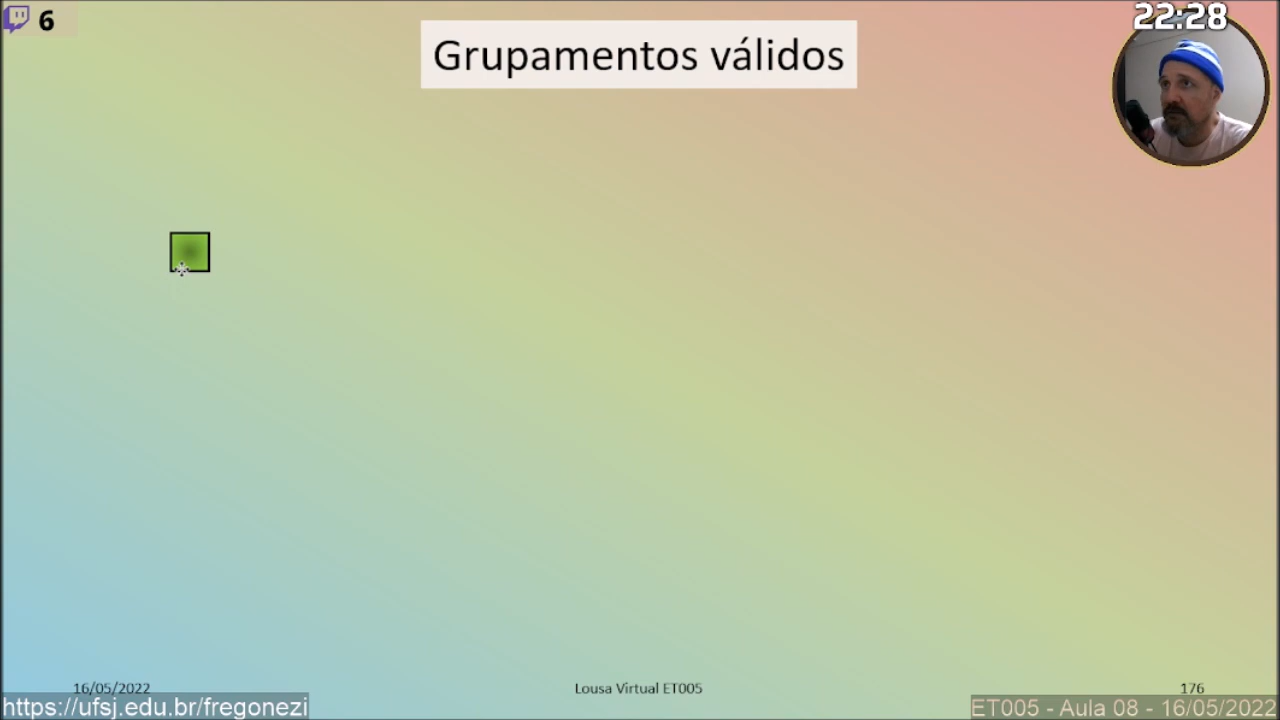 6
22:28
Grupamentos válidos
16/05/2022
Lousa Virtual ET005
176
https://ufsj.edu.br/fregonezi
ET005 - Aula 08 - 16/05/2022